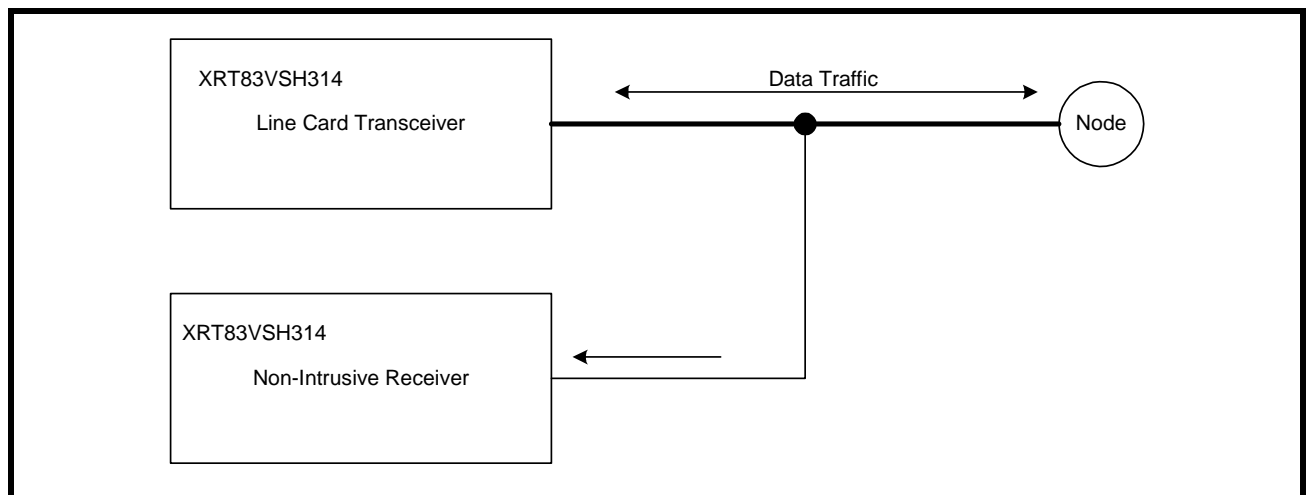 XRT83VSH314
Line Card Transceiver
Data Traffic
Node
XRT83VSH314
Non-Intrusive Receiver